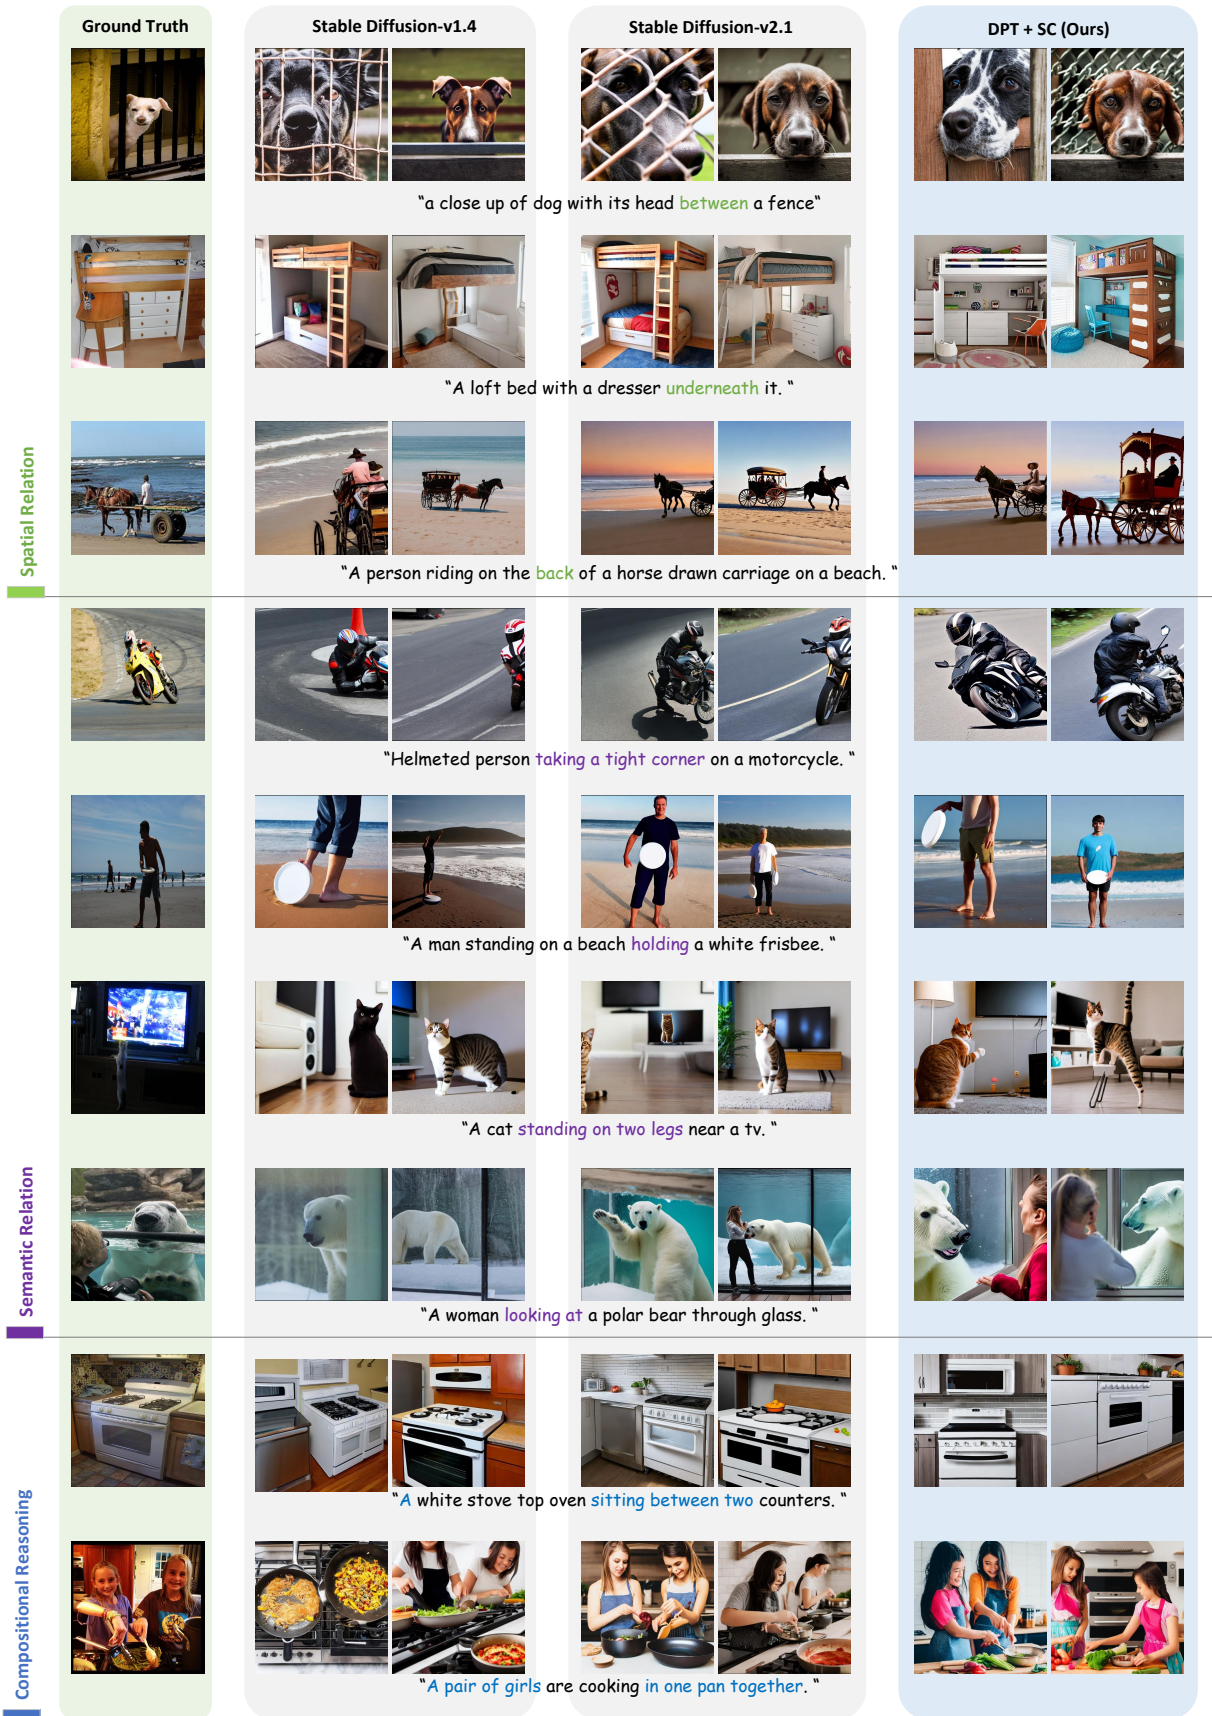 Ground Truth
Stable Diffusion-v1.4
Stable Diffusion-v2.1
DPT + SC (Ours)
"a close up of dog with its head between a fence"
"A loft bed with a dresser underneath it. "
"A person riding on the back of a horse drawn carriage on a beach. "
Spatial Relation
"Helmeted person taking a tight corner on a motorcycle. "
"A man standing on a beach holding a white frisbee. "
"A cat standing on two legs near a tv. "
"A woman looking at a polar bear through glass. "
Semantic Relation
"A white stove top oven sitting between two counters. "
"A pair of girls are cooking in one pan together. "
Compositional Reasoning